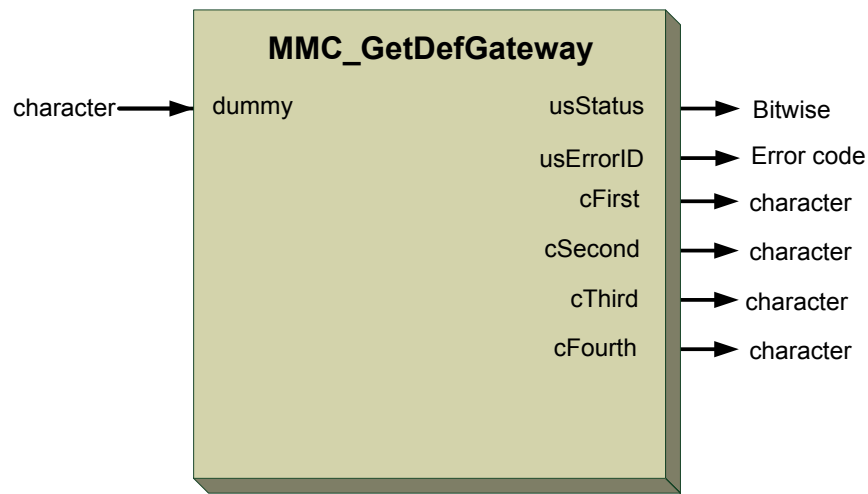 MMC_GetDefGateway
character dummy usStatus Bitwise
usErrorID Error code
cFirst character
cSecond character
cThird character
cFourth character